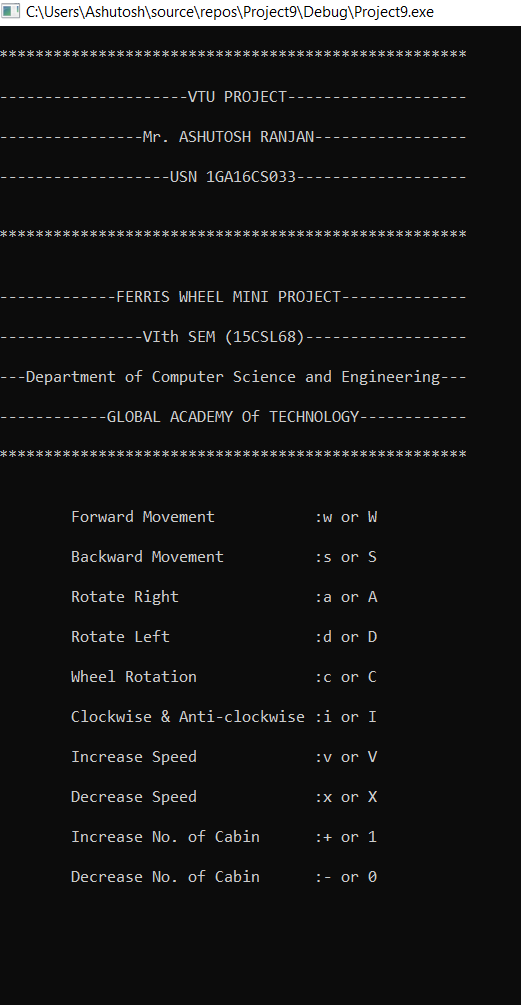 C:\Users\Ashutosh\source\repos\Project9\Debug\Project9.exe
****************************************************
---------------------VTU PROJECT--------------------
----------------Mr. ASHUTOSH RANJAN-----------------
-------------------USN 1GA16CS033-------------------
****************************************************
-------------FERRIS WHEEL MINI PROJECT--------------
----------------VIth SEM (15CSL68)------------------
---Department of Computer Science and Engineering---
------------GLOBAL ACADEMY Of TECHNOLOGY------------
****************************************************
Forward Movement           :w or W
Backward Movement          :s or S
Rotate Right               :a or A
Rotate Left                :d or D
Wheel Rotation             :c or C
Clockwise & Anti-clockwise :i or I
Increase Speed             :v or V
Decrease Speed             :x or X
Increase No. of Cabin      :+ or 1
Decrease No. of Cabin      :- or 0